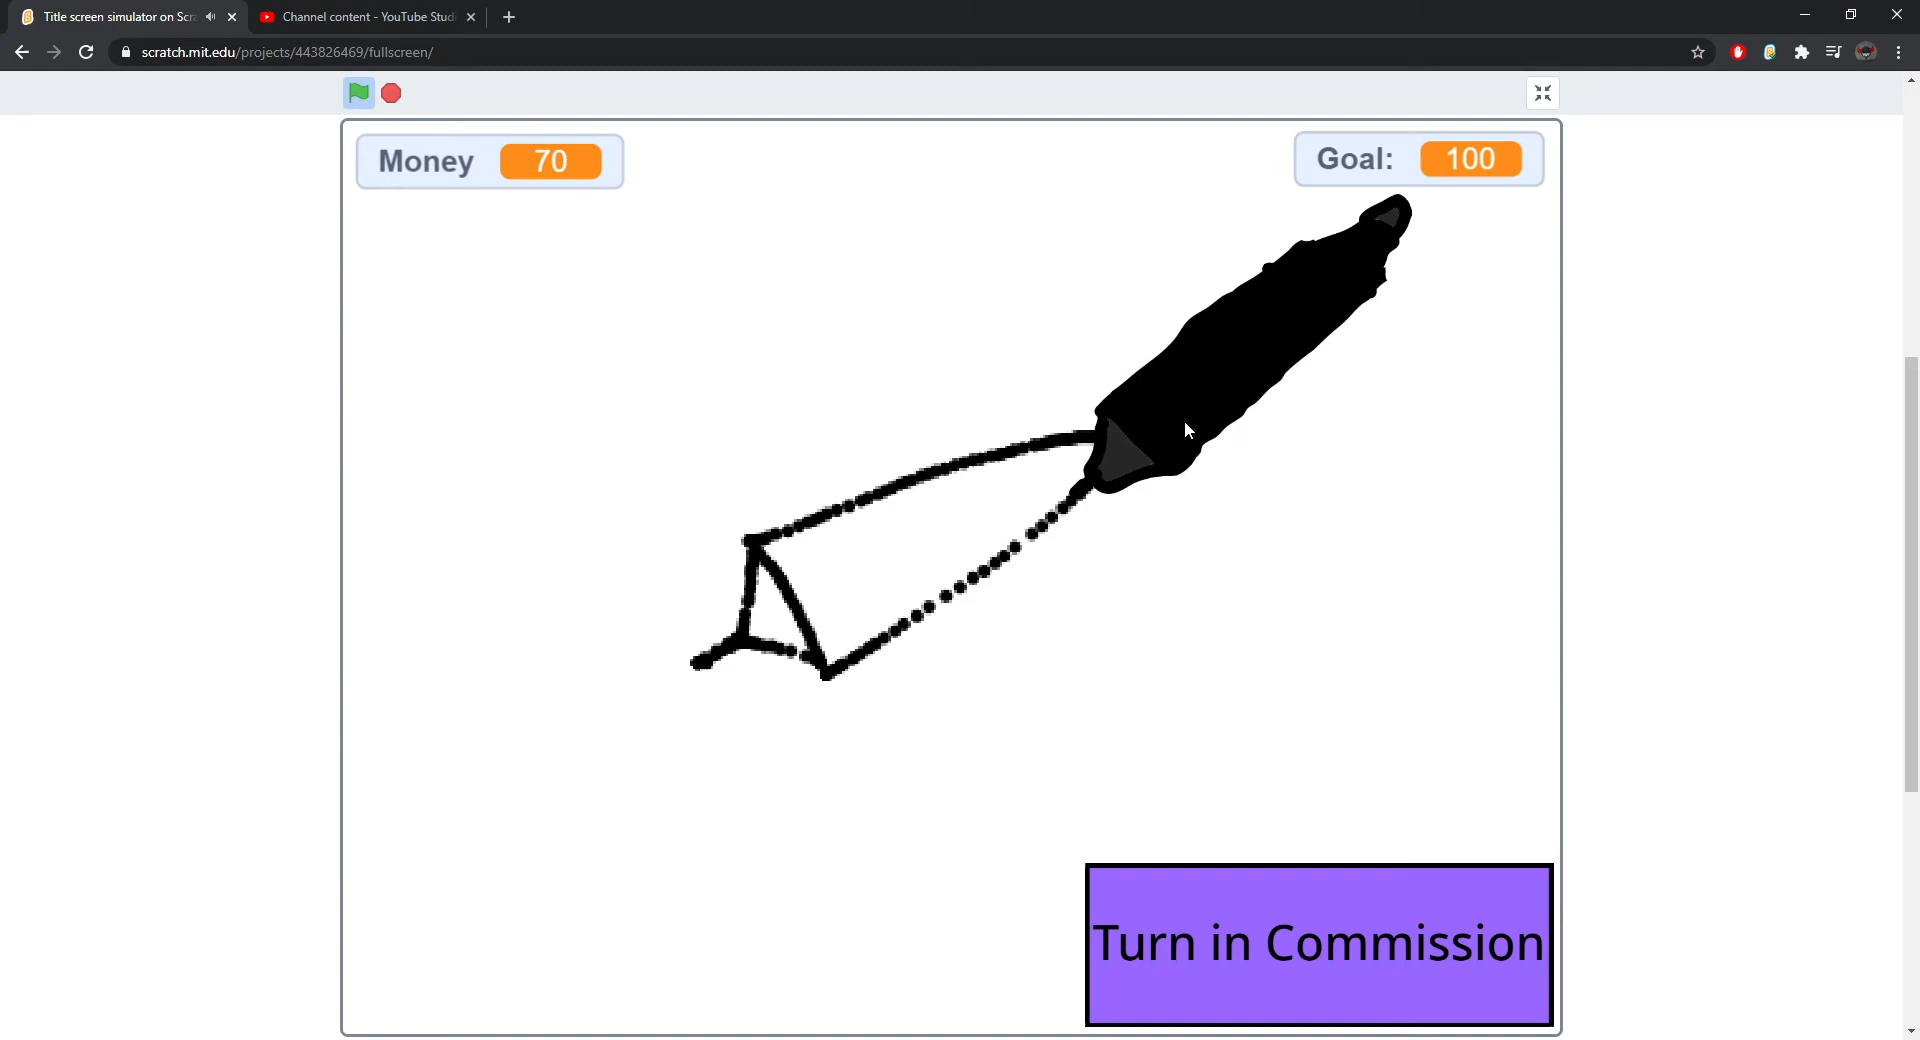 Title screen simulator on Scra
Channel content - YouTube Studi
scratch.mit.edu/projects/443826469/fullscreen/
Money 70
Goal: 100
Turn in Commission